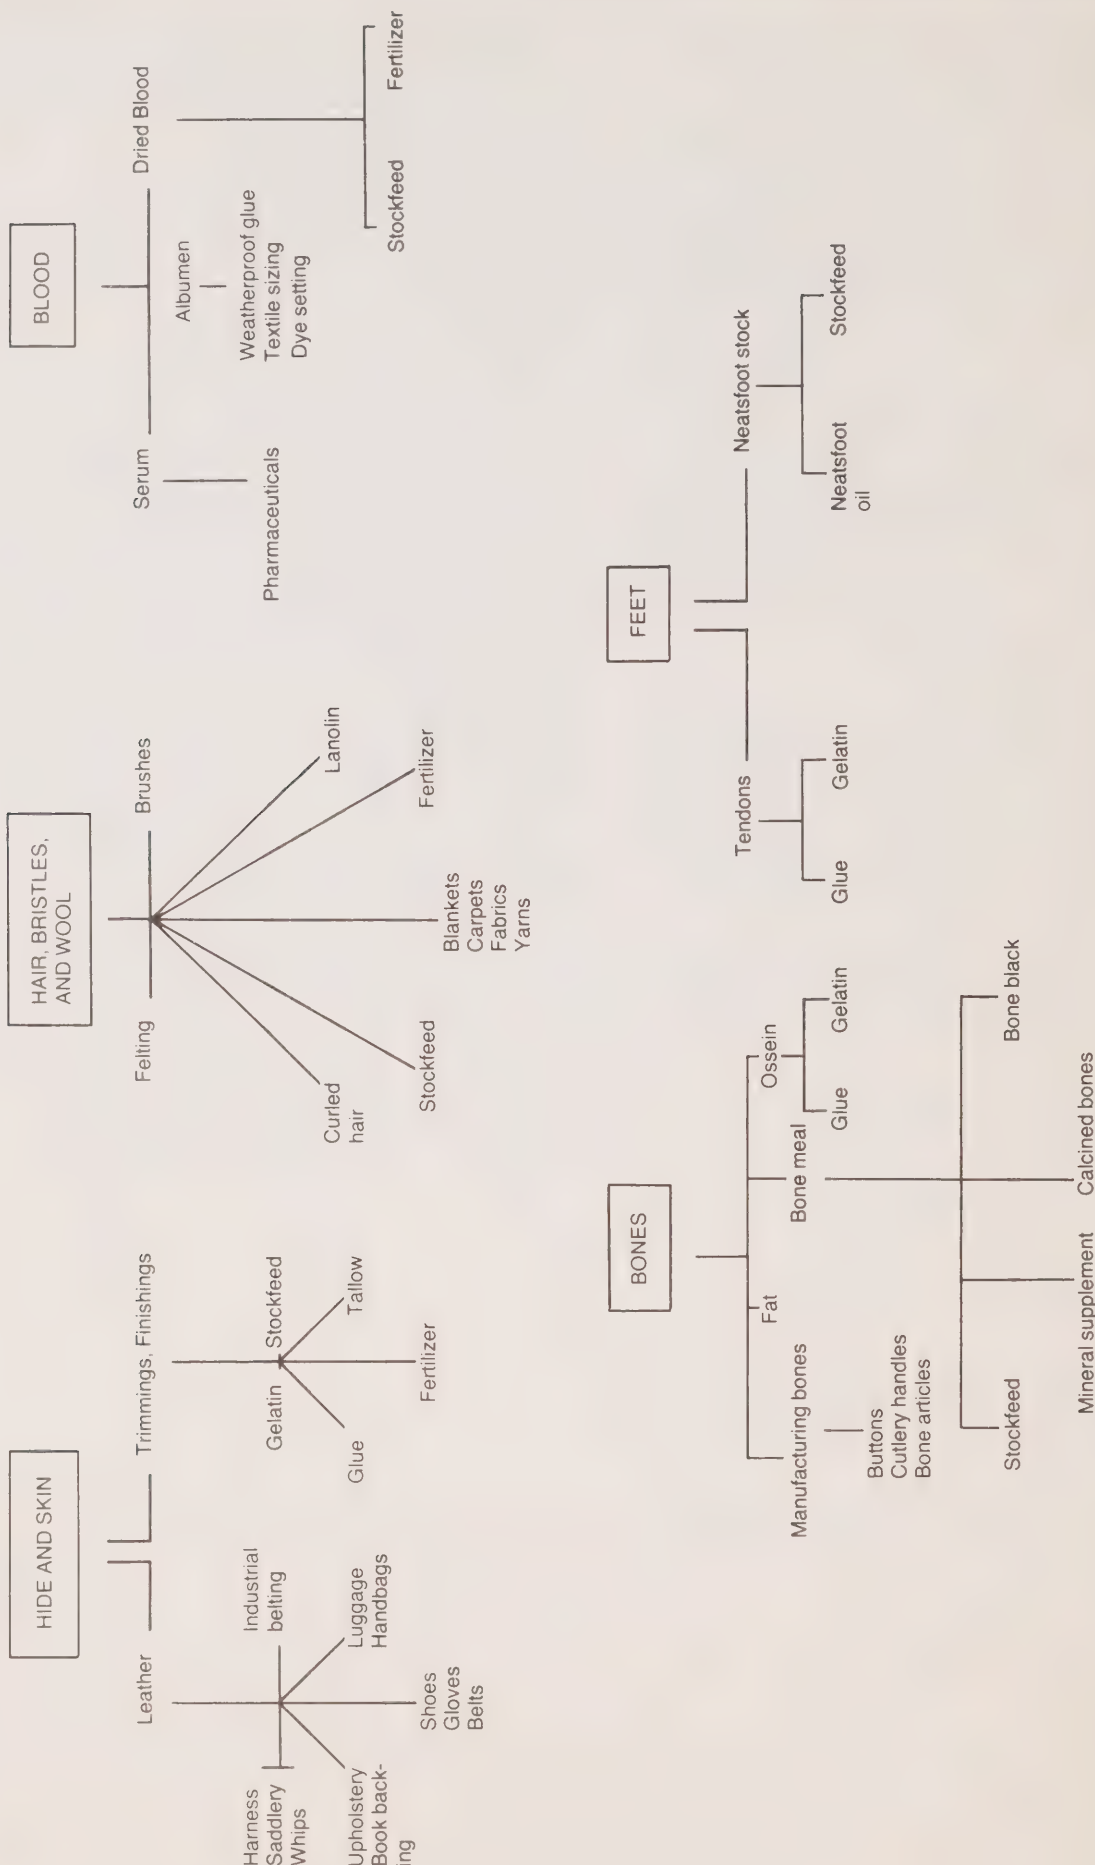 HIDE AND SKIN
Leather
Trimmings, Finishings
Harness
Saddlery
Whips
Industrial
belting
Upholstery
Book back-
ing
Luggage
Handbags
Shoes
Gloves
Belts
Gelatin
Stockfeed
Glue
Tallow
Fertilizer
HAIR, BRISTLES,
AND WOOL
Felting
Brushes
Curled
hair
Lanolin
Stockfeed
Fertilizer
Blankets
Carpets
Fabrics
Yarns
BLOOD
Serum
Dried Blood
Albumen
Pharmaceuticals
Weatherproof glue
Textile sizing
Dye setting
Stockfeed
Fertilizer
BONES
Manufacturing bones
Fat
Bone meal
Ossein
Buttons
Cutlery handles
Bone articles
Glue
Gelatin
Stockfeed
Mineral supplement
Calcined bones
Bone black
FEET
Tendons
Neatsfoot stock
Glue
Gelatin
Neatsfoot
oil
Stockfeed